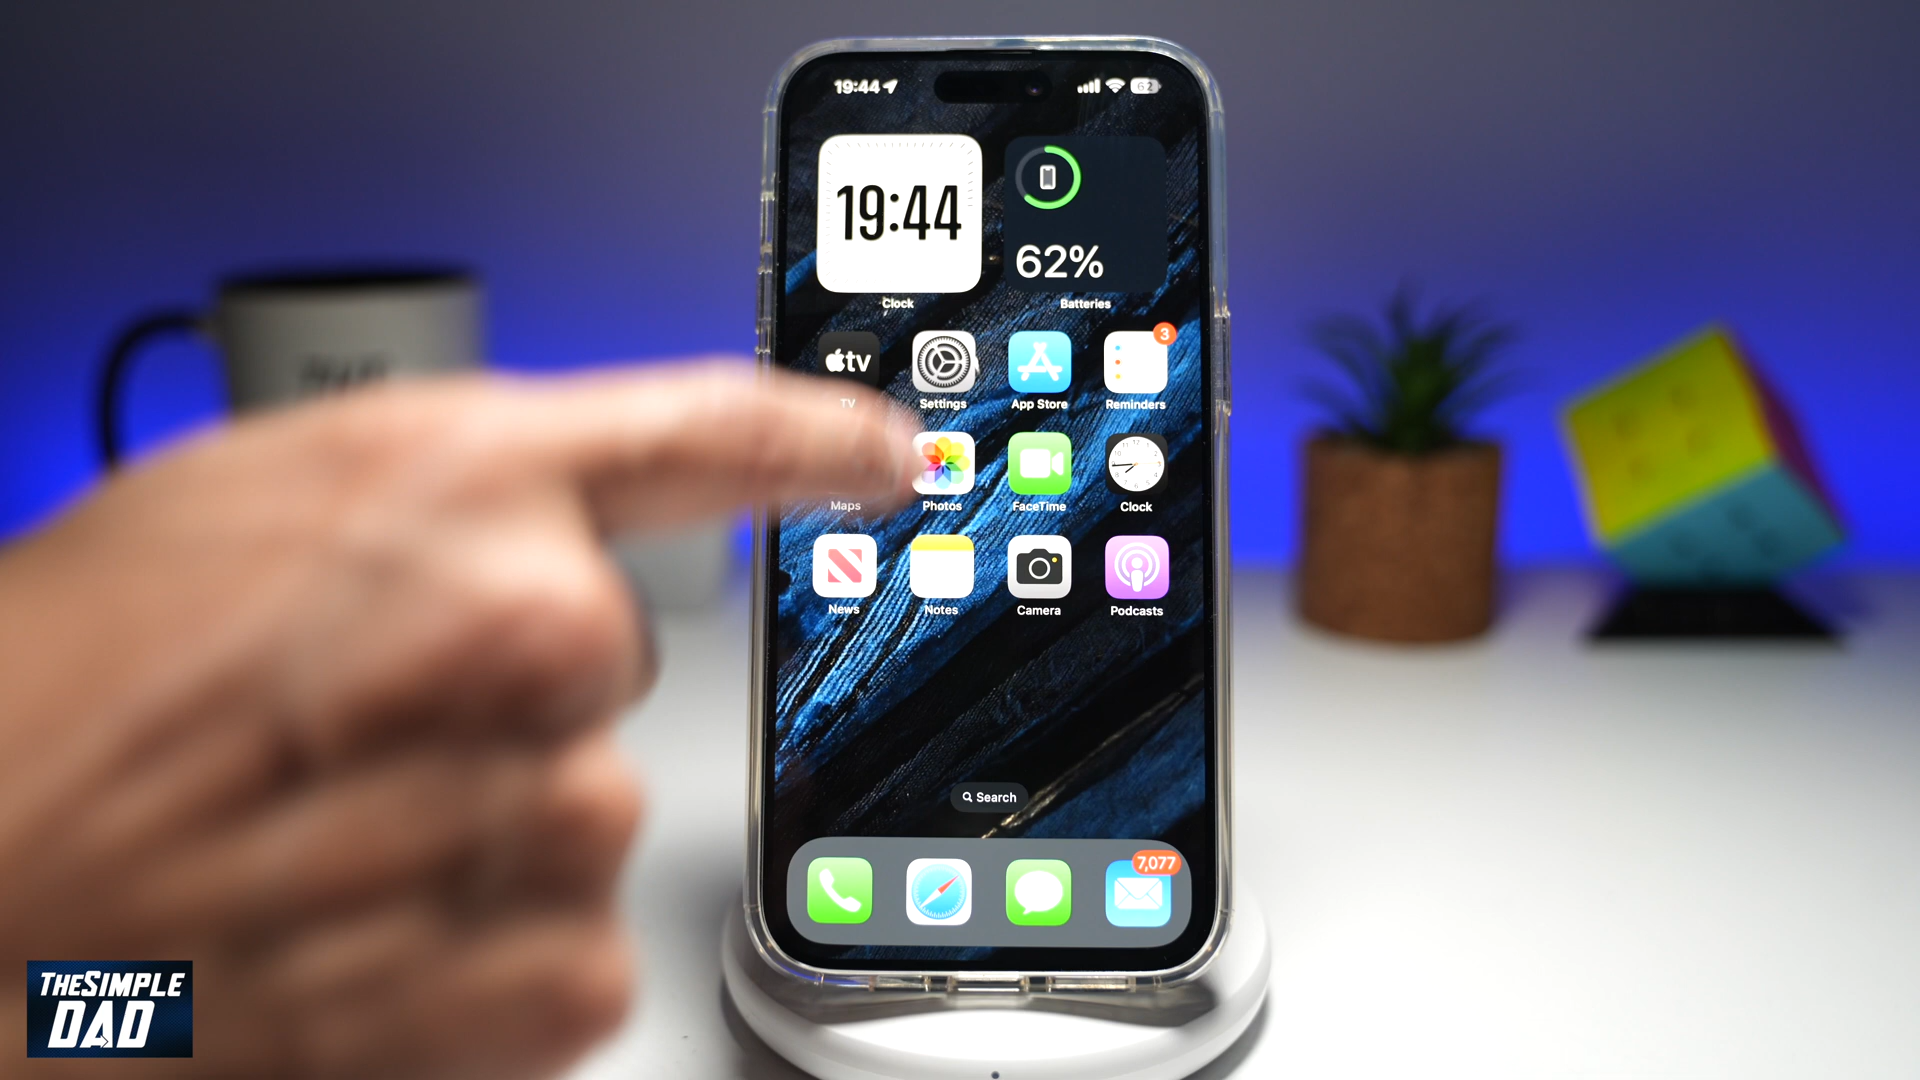 19:44
62
19:44
62%
Clock
Batteries
tv
3
TV
Settings
App Store
Reminders
Maps
Photos
FaceTime
Clock
News
Notes
Camera
Podcasts
Search
7,077
THESIMPLE
DAD